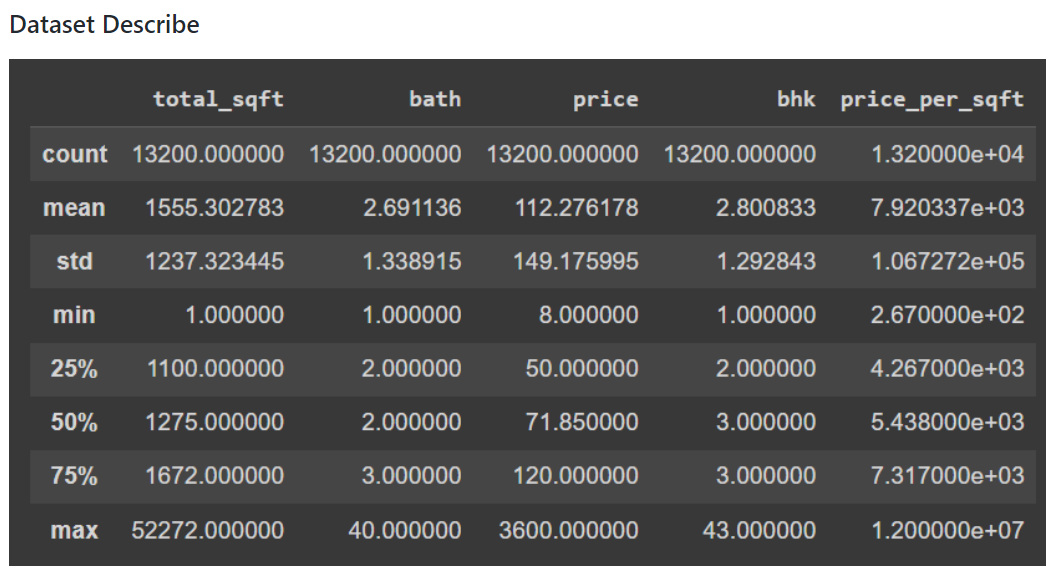 Dataset Describe
total_sqft bath price bhk price_per_sqft
count 13200.000000 13200.000000 13200.000000 13200.000000 1.320000e+04
mean 1555.302783 2.691136 112.276178 2.800833 7.920337e+03
std 1237.323445 1.338915 149.175995 1.292843 1.067272e+05
min 1.000000 1.000000 8.000000 1.000000 2.670000e+02
25% 1100.000000 2.000000 50.000000 2.000000 4.267000e+03
50% 1275.000000 2.000000 71.850000 3.000000 5.438000e+03
75% 1672.000000 3.000000 120.000000 3.000000 7.317000e+03
max 52272.000000 40.000000 3600.000000 43.000000 1.200000e+07